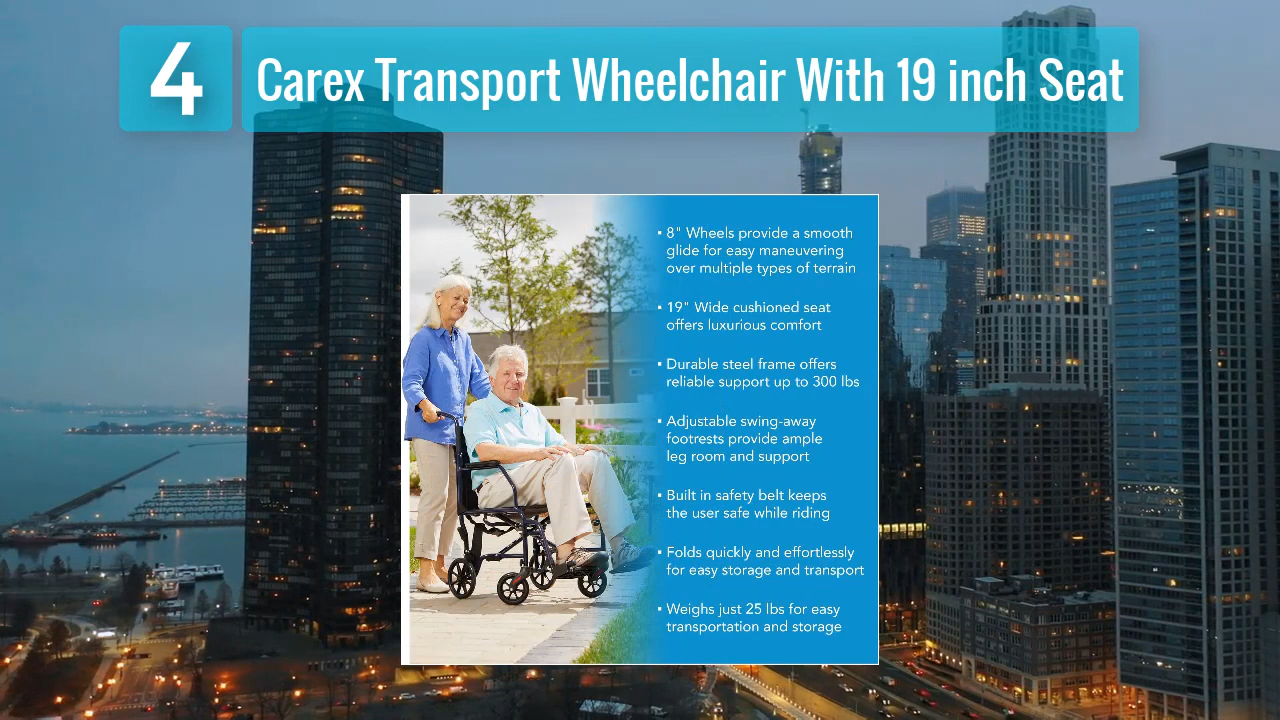 4
Carex Transport Wheelchair With 19 inch Seat
▪ 8" Wheels provide a smooth
glide for easy maneuvering
over multiple types of terrain
▪ 19" Wide cushioned seat
offers luxurious comfort
▪ Durable steel frame offers
reliable support up to 300 lbs
▪ Adjustable swing-away
footrests provide ample
leg room and support
▪ Built in safety belt keeps
the user safe while riding
▪ Folds quickly and effortlessly
for easy storage and transport
▪ Weighs just 25 lbs for easy
transportation and storage